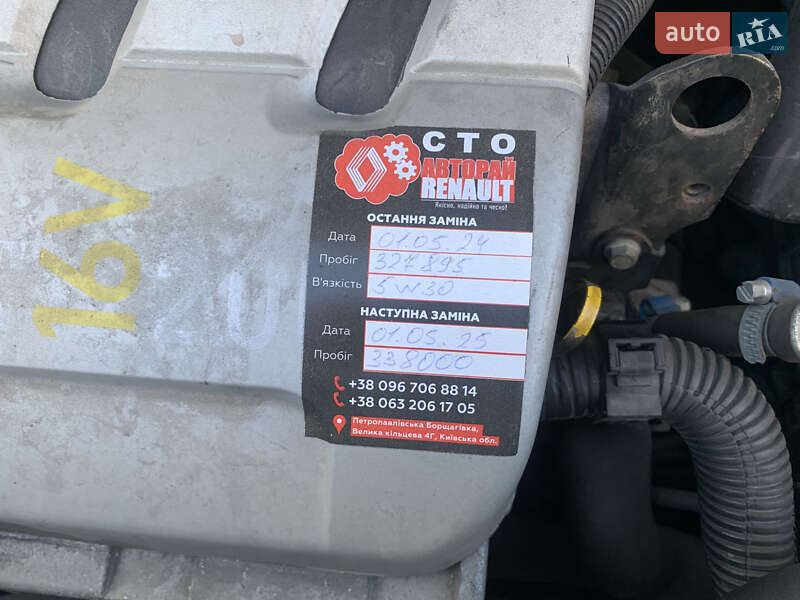 auto RIA.com
16V
СТО
АВТОРАЙ
RENAULT
Якісно, надійно та чесно!
ОСТАННЯ ЗАМІНА
Дата 01.05.24
Пробіг 327895
В'язкість 5W30
НАСТУПНА ЗАМІНА
Дата 01.05.25
Пробіг 338000
+38 096 706 88 14
+38 063 206 17 05
Петропавлівська Борщагівка,
Велика кільцева 4Г, Київська обл.